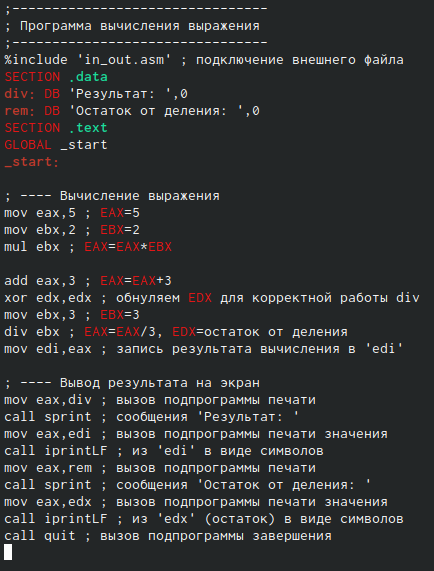 ;--------------------------------
; Программа вычисления выражения
;--------------------------------
%include 'in_out.asm' ; подключение внешнего файла
SECTION .data
div: DB 'Результат: ',0
rem: DB 'Остаток от деления: ',0
SECTION .text
GLOBAL _start
_start:
; ---- Вычисление выражения
mov eax,5 ; EAX=5
mov ebx,2 ; EBX=2
mul ebx ; EAX=EAX*EBX
add eax,3 ; EAX=EAX+3
xor edx,edx ; обнуляем EDX для корректной работы div
mov ebx,3 ; EBX=3
div ebx ; EAX=EAX/3, EDX=остаток от деления
mov edi,eax ; запись результата вычисления в 'edi'
; ---- Вывод результата на экран
mov eax,div ; вызов подпрограммы печати
call sprint ; сообщения 'Результат: '
mov eax,edi ; вызов подпрограммы печати значения
call iprintLF ; из 'edi' в виде символов
mov eax,rem ; вызов подпрограммы печати
call sprint ; сообщения 'Остаток от деления: '
mov eax,edx ; вызов подпрограммы печати значения
call iprintLF ; из 'edx' (остаток) в виде символов
call quit ; вызов подпрограммы завершения